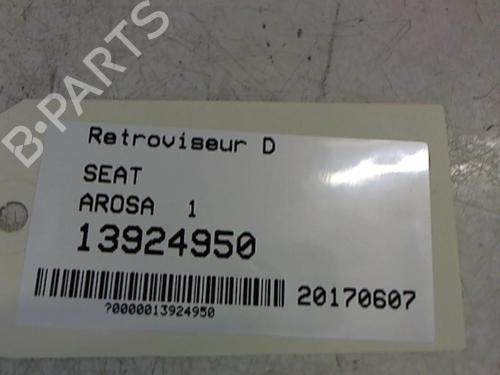 B-PARTS
Retroviseur D
SEAT
AROSA 1
13924950
20170607
?0000013924950